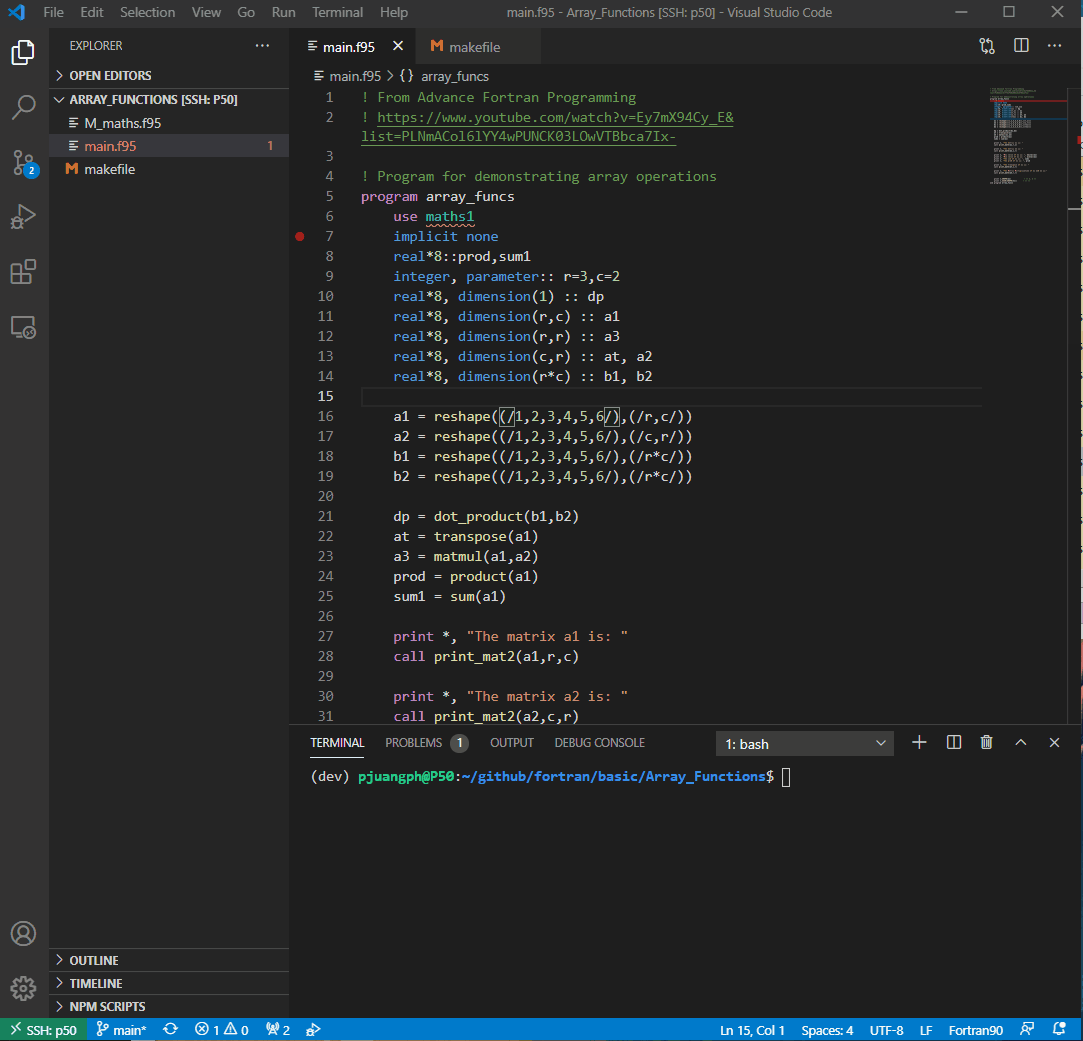 File Edit Selection View Go Run Terminal Help main.f95 - Array_Functions [SSH: p50] - Visual Studio Code
EXPLORER
OPEN EDITORS
ARRAY_FUNCTIONS [SSH: P50]
M_maths.f95
main.f95 1
makefile
2
OUTLINE
TIMELINE
NPM SCRIPTS
main.f95 makefile
main.f95 > {} array_funcs
1 ! From Advance Fortran Programming
2 ! https://www.youtube.com/watch?v=Ey7mX94Cy_E&
list=PLNmACol6lYY4wPUNCK03LOwVTBbca7Ix-
3
4 ! Program for demonstrating array operations
5 program array_funcs
6 use maths1
7 implicit none
8 real*8::prod,sum1
9 integer, parameter:: r=3,c=2
10 real*8, dimension(1) :: dp
11 real*8, dimension(r,c) :: a1
12 real*8, dimension(r,r) :: a3
13 real*8, dimension(c,r) :: at, a2
14 real*8, dimension(r*c) :: b1, b2
15
16 a1 = reshape((/1,2,3,4,5,6/),(/r,c/))
17 a2 = reshape((/1,2,3,4,5,6/),(/c,r/))
18 b1 = reshape((/1,2,3,4,5,6/),(/r*c/))
19 b2 = reshape((/1,2,3,4,5,6/),(/r*c/))
20
21 dp = dot_product(b1,b2)
22 at = transpose(a1)
23 a3 = matmul(a1,a2)
24 prod = product(a1)
25 sum1 = sum(a1)
26
27 print *, "The matrix a1 is: "
28 call print_mat2(a1,r,c)
29
30 print *, "The matrix a2 is: "
31 call print_mat2(a2,c,r)
TERMINAL PROBLEMS 1 OUTPUT DEBUG CONSOLE 1: bash
(dev) pjuangph@P50:~/github/fortran/basic/Array_Functions$
SSH: p50 main* 1 0 2 Ln 15, Col 1 Spaces: 4 UTF-8 LF Fortran90